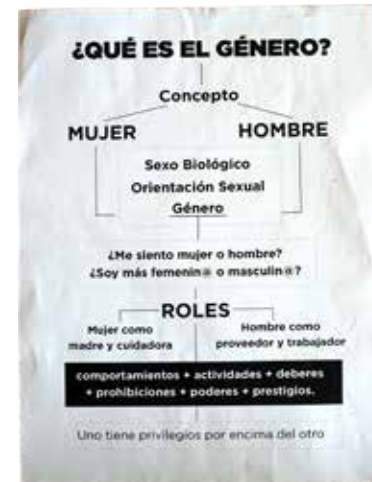 ¿QUÉ ES EL GÉNERO?
Concepto
MUJER HOMBRE
Sexo Biológico
Orientación Sexual
Género
¿Me siento mujer o hombre?
¿Soy más femenin@ o masculin@?
ROLES
Mujer como Hombre como
madre y cuidadora proveedor y trabajador
comportamientos + actividades + deberes
+ prohibiciones + poderes + prestigios.
Uno tiene privilegios por encima del otro